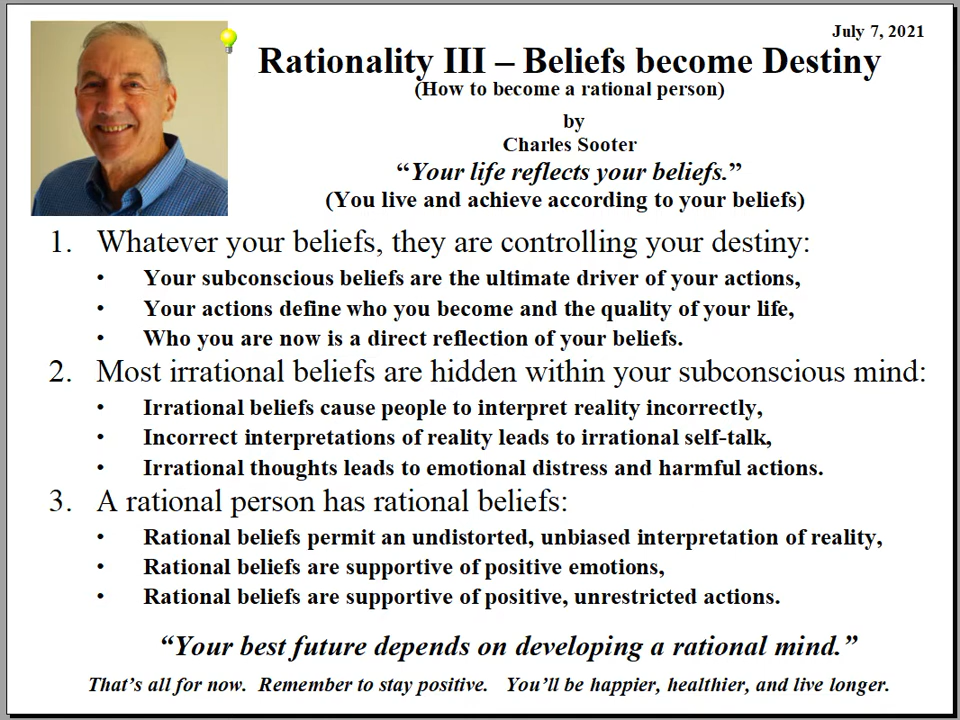 July 7, 2021
Rationality III – Beliefs become Destiny
(How to become a rational person)
by
Charles Sooter
“Your life reflects your beliefs.”
(You live and achieve according to your beliefs)
1. Whatever your beliefs, they are controlling your destiny:
• Your subconscious beliefs are the ultimate driver of your actions,
• Your actions define who you become and the quality of your life,
• Who you are now is a direct reflection of your beliefs.
2. Most irrational beliefs are hidden within your subconscious mind:
• Irrational beliefs cause people to interpret reality incorrectly,
• Incorrect interpretations of reality leads to irrational self-talk,
• Irrational thoughts leads to emotional distress and harmful actions.
3. A rational person has rational beliefs:
• Rational beliefs permit an undistorted, unbiased interpretation of reality,
• Rational beliefs are supportive of positive emotions,
• Rational beliefs are supportive of positive, unrestricted actions.
“Your best future depends on developing a rational mind.”
That’s all for now. Remember to stay positive. You’ll be happier, healthier, and live longer.